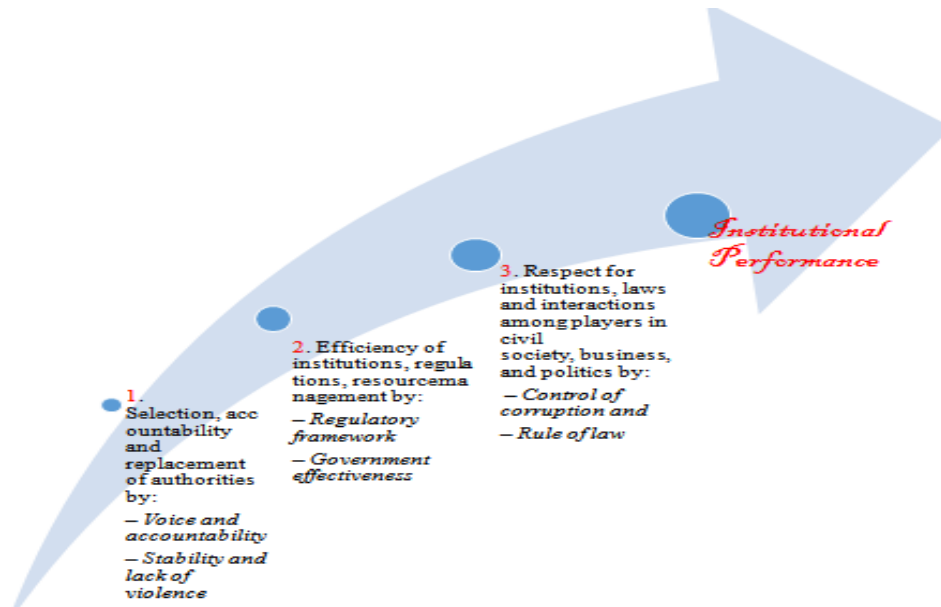 1.
Selection, acc
ountability
and
replacement
of authorities
by:
– Voice and
accountability
– Stability and
lack of
violence
2. Efficiency of
institutions, regula
tions, resourcema
nagement by:
– Regulatory
framework
– Government
effectiveness
3. Respect for
institutions, laws
and interactions
among players in
civil
society, business,
and politics by:
– Control of
corruption and
– Rule of law
Institutional
Performance